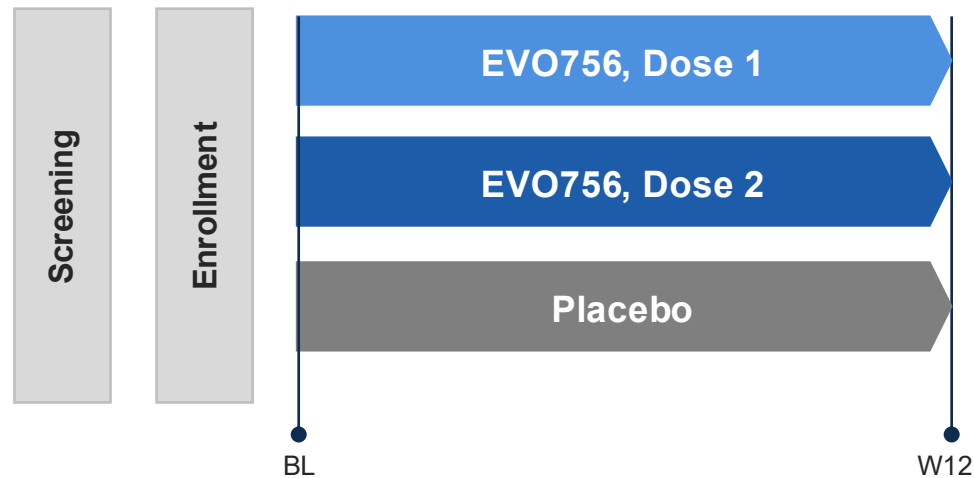 Screening
Enrollment
EVO756, Dose 1
EVO756, Dose 2
Placebo
BL
W12